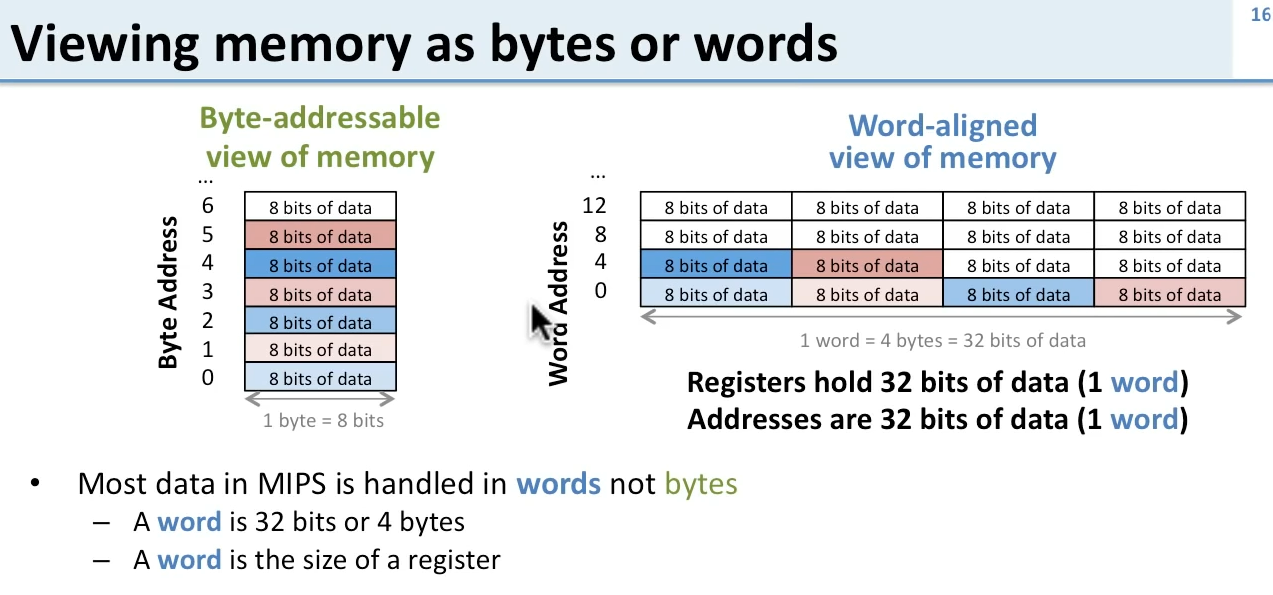 16
Viewing memory as bytes or words
Byte-addressable
view of memory
...
6 8 bits of data
5 8 bits of data
4 8 bits of data
3 8 bits of data
2 8 bits of data
1 8 bits of data
0 8 bits of data
Byte Address
1 byte = 8 bits
Word-aligned
view of memory
...
12 8 bits of data 8 bits of data 8 bits of data 8 bits of data
8 8 bits of data 8 bits of data 8 bits of data 8 bits of data
4 8 bits of data 8 bits of data 8 bits of data 8 bits of data
0 8 bits of data 8 bits of data 8 bits of data 8 bits of data
Word Address
1 word = 4 bytes = 32 bits of data
Registers hold 32 bits of data (1 word)
Addresses are 32 bits of data (1 word)
• Most data in MIPS is handled in words not bytes
– A word is 32 bits or 4 bytes
– A word is the size of a register